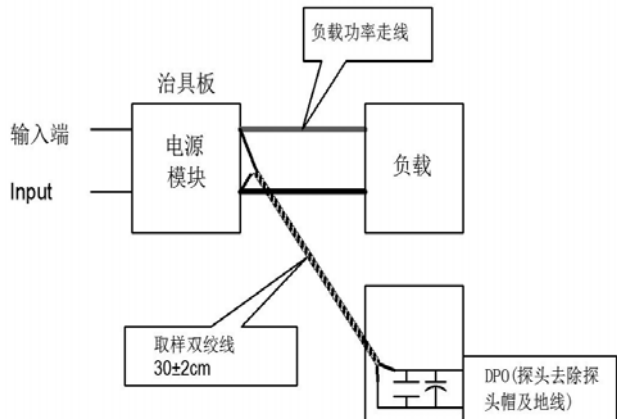 负载功率走线
治具板
输入端
电源
模块
负载
Input
取样双绞线
30±2cm
DPO(探头去除探
头帽及地线)